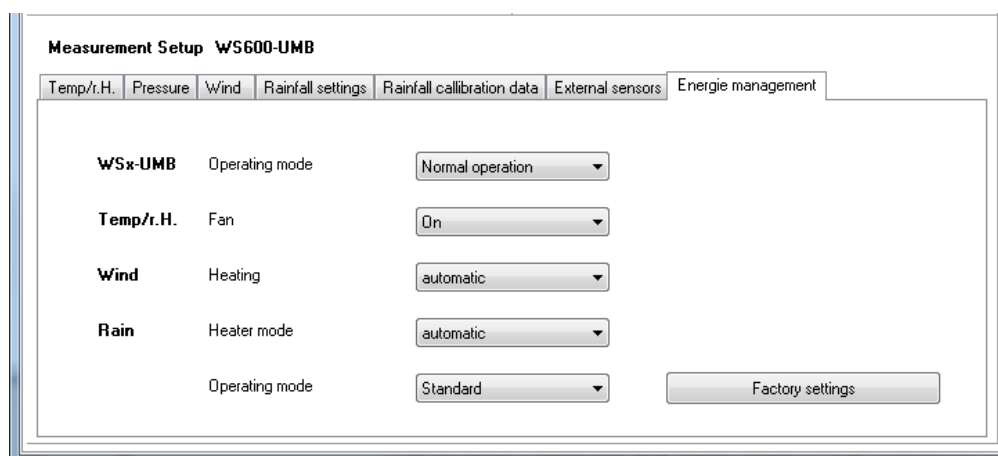 Measurement Setup WS600-UMB
Temp/r.H. Pressure Wind Rainfall settings Rainfall callibration data External sensors Energie management
WSx-UMB Operating mode Normal operation
Temp/r.H. Fan On
Wind Heating automatic
Rain Heater mode automatic
Operating mode Standard Factory settings